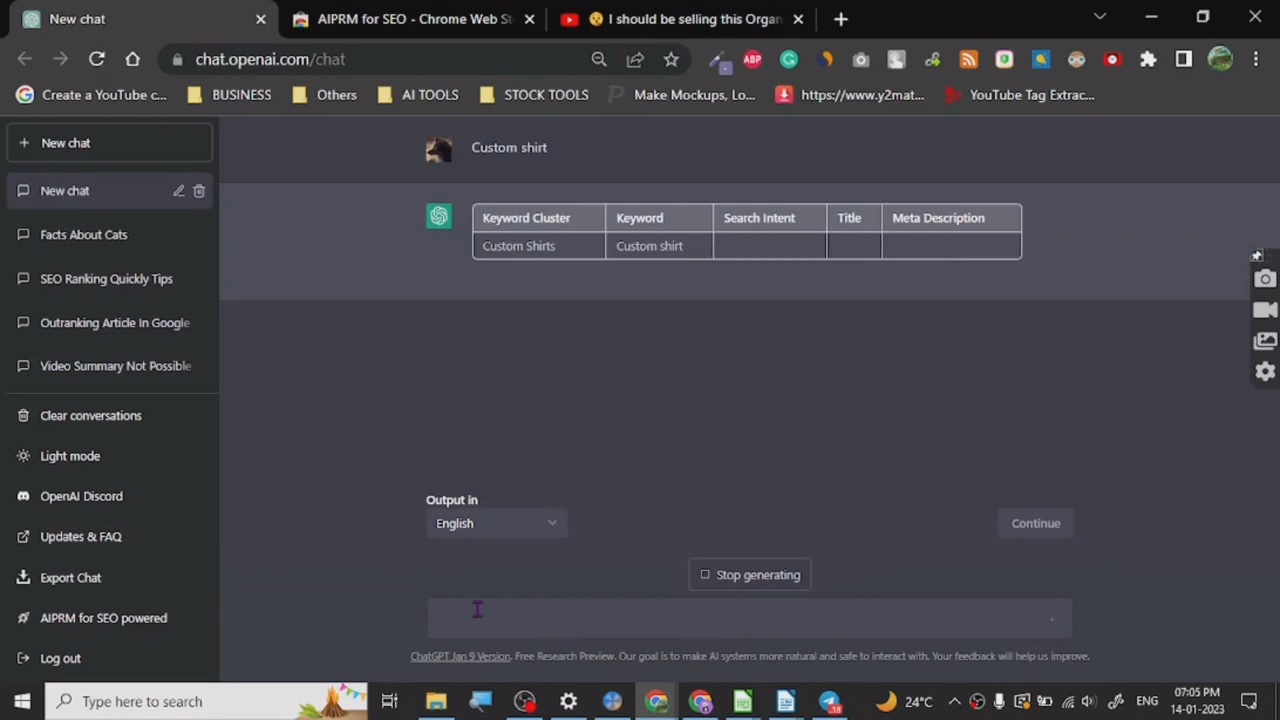 New chat
AIPRM for SEO - Chrome Web St
I should be selling this Organ
chat.openai.com/chat
ABP
Create a YouTube c...
BUSINESS
Others
AI TOOLS
STOCK TOOLS
Make Mockups, Lo...
https://www.y2mat...
YouTube Tag Extrac...
+ New chat
New chat
Facts About Cats
SEO Ranking Quickly Tips
Outranking Article In Google
Video Summary Not Possible
Clear conversations
Light mode
OpenAI Discord
Updates & FAQ
Export Chat
AIPRM for SEO powered
Log out
Custom shirt
Keyword Cluster Keyword Search Intent Title Meta Description
Custom Shirts Custom shirt
Output in
English
Continue
Stop generating
ChatGPT Jan 9 Version. Free Research Preview. Our goal is to make AI systems more natural and safe to interact with. Your feedback will help us improve.
Type here to search
24°C
ENG
07:05 PM
14-01-2023